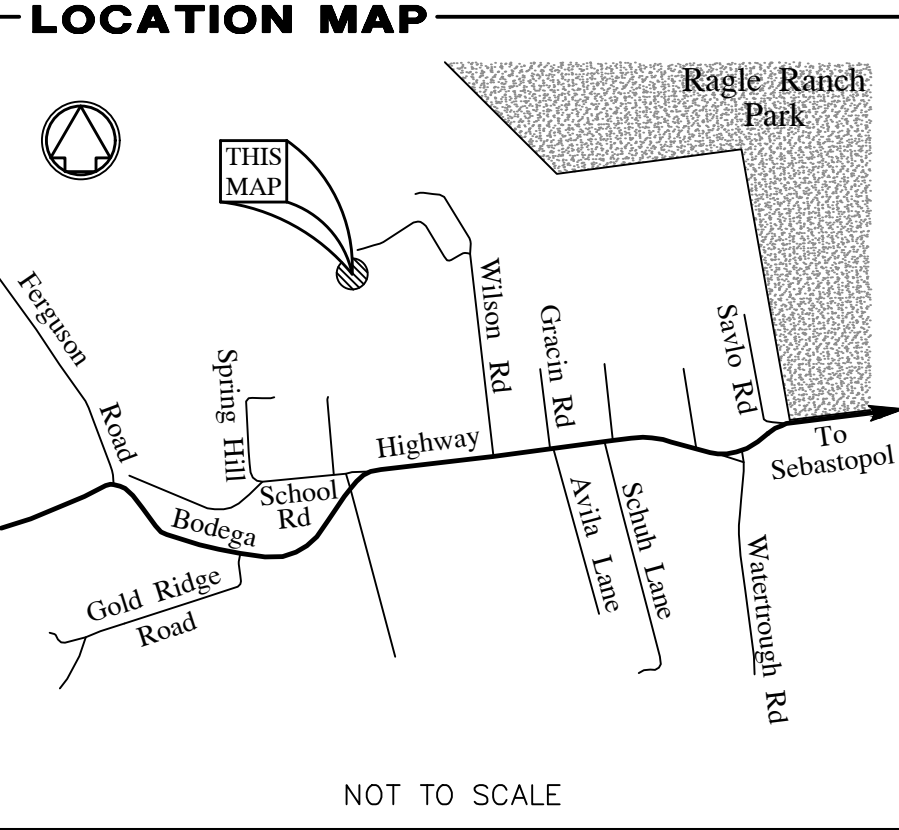 LOCATION MAP
Ragle Ranch
Park
THIS
MAP
Ferguson Road
Spring Hill
School
Rd
Wilson Rd
Gracin Rd
Savlo Rd
Bodega Highway
To
Sebastopol
Gold Ridge
Road
Avila Lane
Schuh Lane
Watertrough Rd
NOT TO SCALE